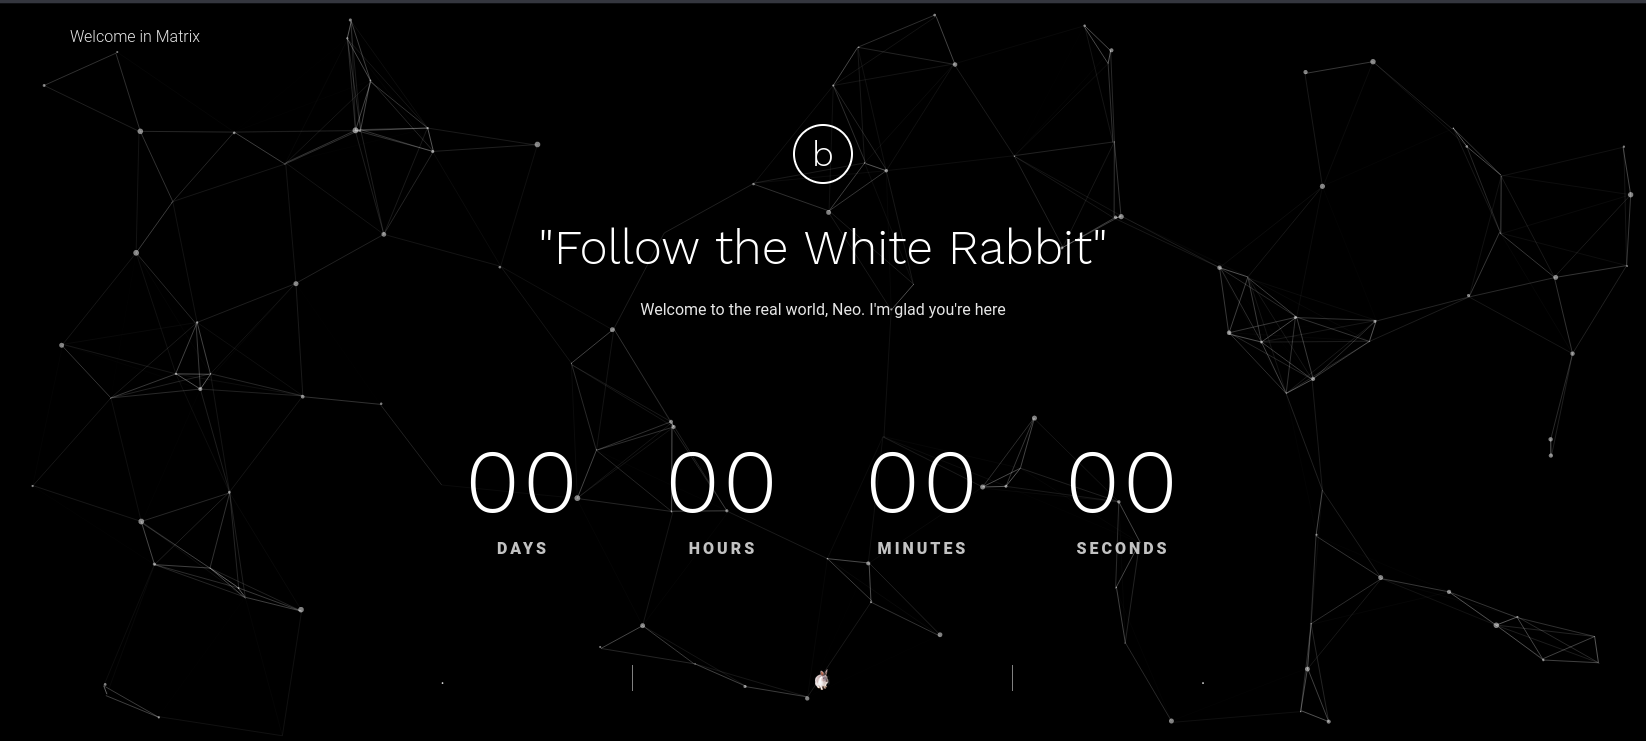 Welcome in Matrix
b
"Follow the White Rabbit"
Welcome to the real world, Neo. I'm glad you're here
00 00 00 00
DAYS HOURS MINUTES SECONDS